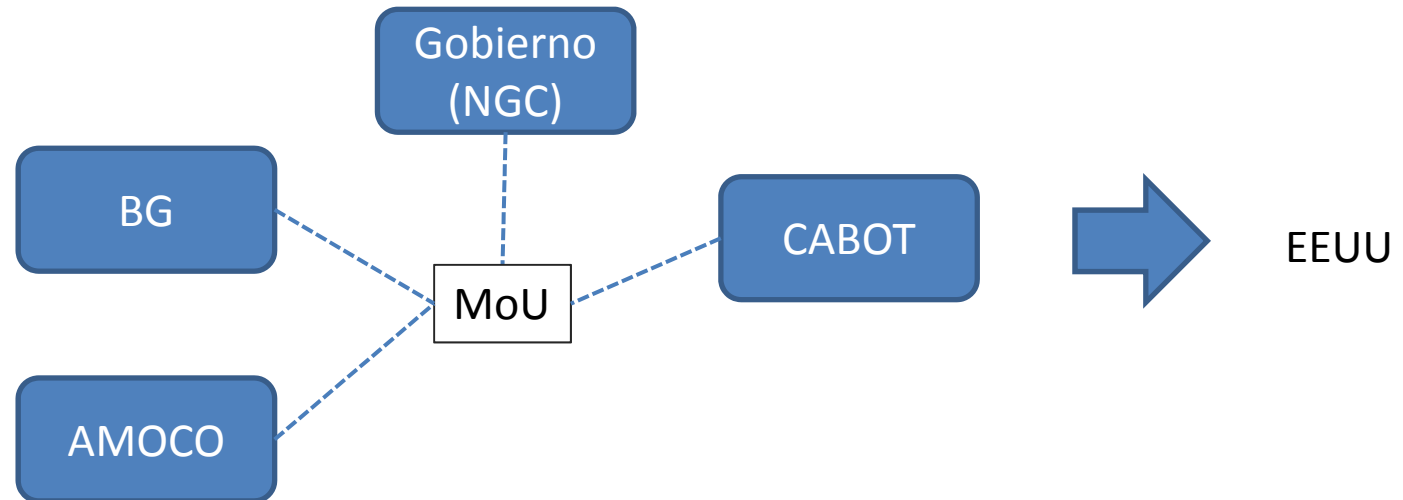 Gobierno
(NGC)
BG
CABOT
EEUU
MoU
AMOCO